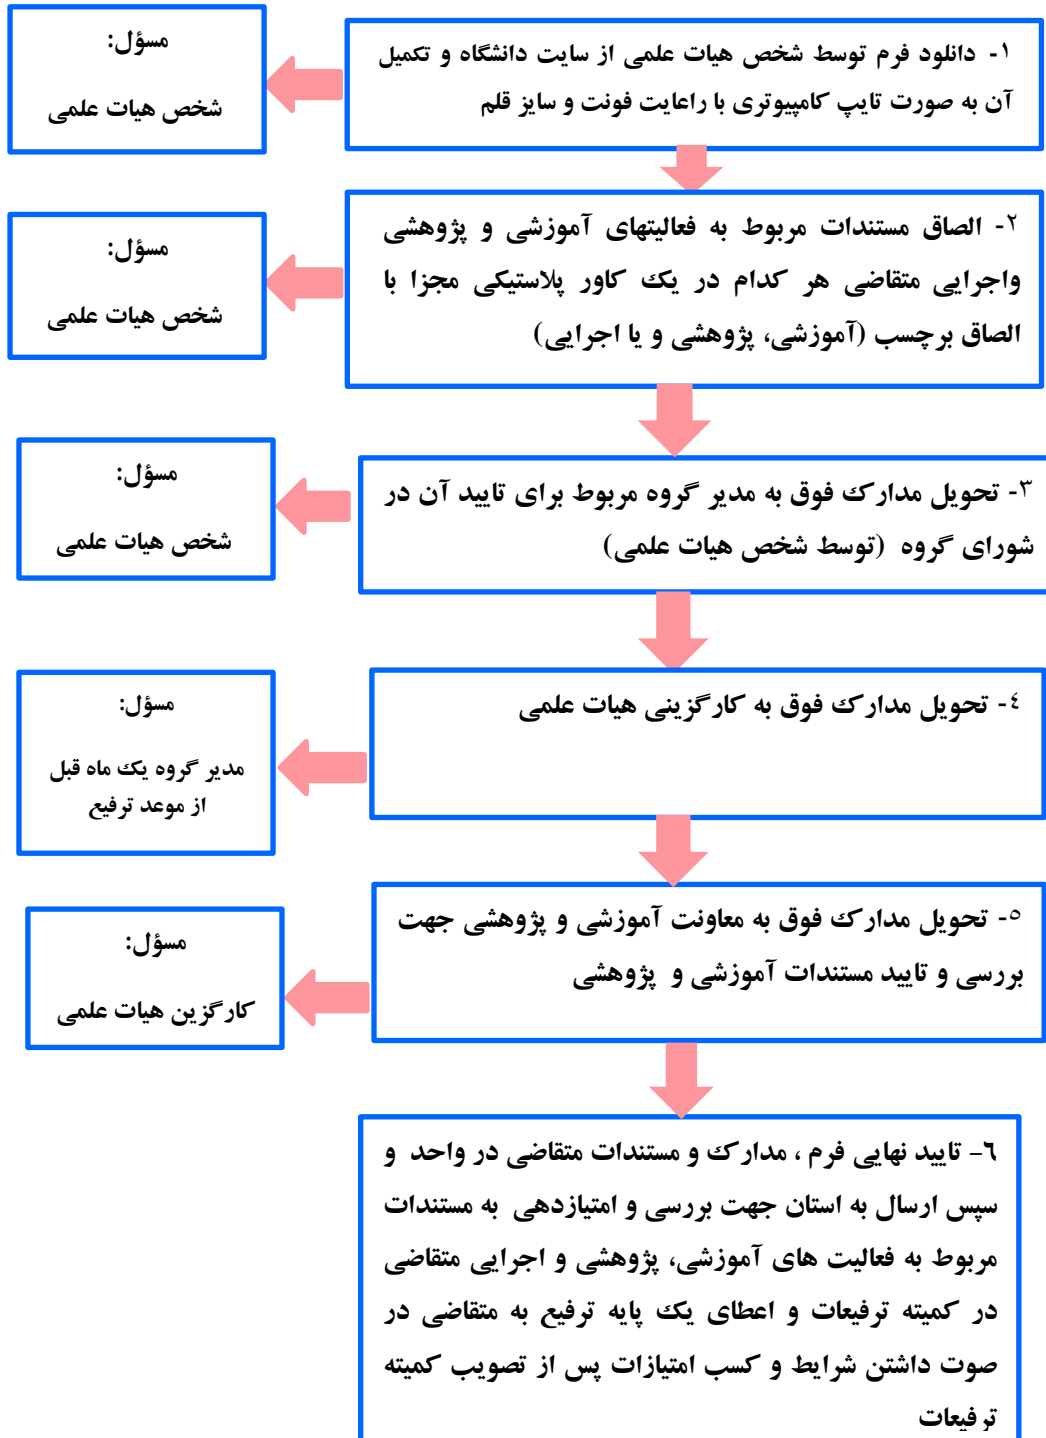 ۱- دانلود فرم توسط شخص هیات علمی از سایت دانشگاه و تکمیل
آن به صورت تایپ کامپیوتری با راعایت فونت و سایز قلم
مسؤل:
شخص هیات علمی
۲- الصاق مستندات مربوط به فعالیتهای آموزشی و پژوهشی
واجرایی متقاضی هر کدام در یک کاور پلاستیکی مجزا با
الصاق برچسب (آموزشی، پژوهشی و یا اجرایی)
مسؤل:
شخص هیات علمی
۳- تحویل مدارک فوق به مدیر گروه مربوط برای تایید آن در
شورای گروه (توسط شخص هیات علمی)
مسؤل:
شخص هیات علمی
٤- تحویل مدارک فوق به کارگزینی هیات علمی
مسؤل:
مدیر گروه یک ماه قبل
از موعد ترفیع
۵- تحویل مدارک فوق به معاونت آموزشی و پژوهشی جهت
بررسی و تایید مستندات آموزشی و پژوهشی
مسؤل:
کارگزین هیات علمی
٦- تایید نهایی فرم ، مدارک و مستندات متقاضی در واحد و
سپس ارسال به استان جهت بررسی و امتیازدهی به مستندات
مربوط به فعالیت های آموزشی، پژوهشی و اجرایی متقاضی
در کمیته ترفیعات و اعطای یک پایه ترفیع به متقاضی در
صوت داشتن شرایط و کسب امتیازات پس از تصویب کمیته
ترفیعات